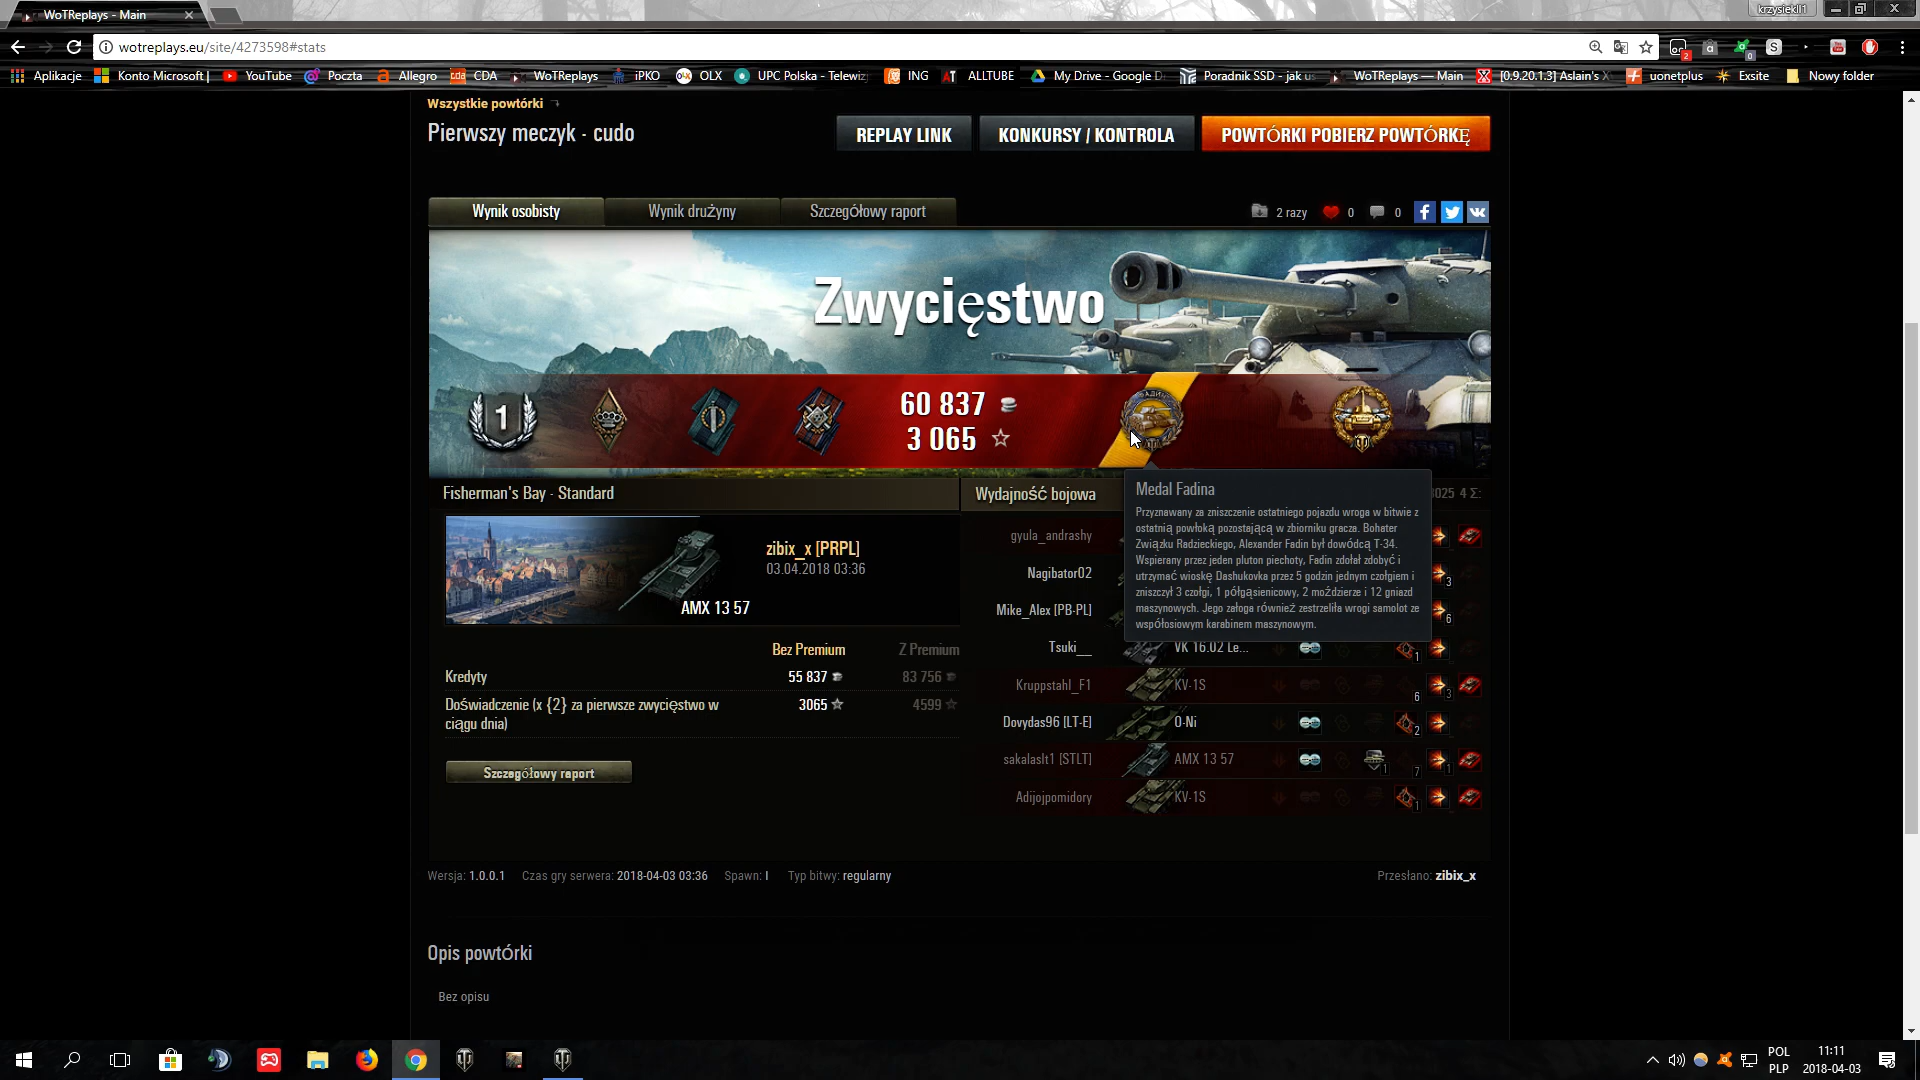 WoTReplays - Main
krzysiekll1
wotreplays.eu/site/4273598#stats
Aplikacje
Konto Microsoft |
YouTube
Poczta
Allegro
CDA
WoTReplays
iPKO
OLX
UPC Polska - Telewiz
ING
ALLTUBE
My Drive - Google D
Poradnik SSD - jak u
WoTReplays — Main
[0.9.20.1.3] Aslain's X
uonetplus
Exsite
Nowy folder
Wszystkie powtórki
Pierwszy meczyk - cudo
REPLAY LINK
KONKURSY / KONTROLA
POWTÓRKI POBIERZ POWTÓRKĘ
Wynik osobisty
Wynik drużyny
Szczegółowy raport
2 razy
0
0
Zwycięstwo
1
60 837
3 065
Fisherman's Bay - Standard
Wydajność bojowa
Medal Fadina
Przyznawany za zniszczenie ostatniego pojazdu wroga w bitwie z
ostatnią powłoką pozostającą w zbiorniku gracza. Bohater
Związku Radzieckiego, Alexander Fadin był dowódcą T-34.
Wspierany przez jeden pluton piechoty, Fadin zdołał zdobyć i
utrzymać wioskę Dashukovka przez 5 godzin jednym czołgiem i
zniszczył 3 czołgi, 1 półgąsienicowy, 2 moździerze i 12 gniazd
maszynowych. Jego załoga również zestrzeliła wrogi samolot ze
współosiowym karabinem maszynowym.
zibix_x [PRPL]
03.04.2018 03:36
AMX 13 57
Bez Premium
Z Premium
Kredyty
55 837
83 756
Doświadczenie (x {2} za pierwsze zwycięstwo w
ciągu dnia)
3065
4599
Szczegółowy raport
gyula_andrashy
Nagibator02
3
Mike_Alex [PB-PL]
6
Tsuki__
VK 16.02 Le...
1
Kruppstahl_F1
KV-1S
6
3
Dovydas96 [LT-E]
O-Ni
2
sakalaslt1 [STLT]
AMX 13 57
1
7
1
Adijojpomidory
KV-1S
1
Wersja: 1.0.0.1
Czas gry serwera: 2018-04-03 03:36
Spawn: I
Typ bitwy: regularny
Przesłano: zibix_x
Opis powtórki
Bez opisu
POL
PLP
11:11
2018-04-03